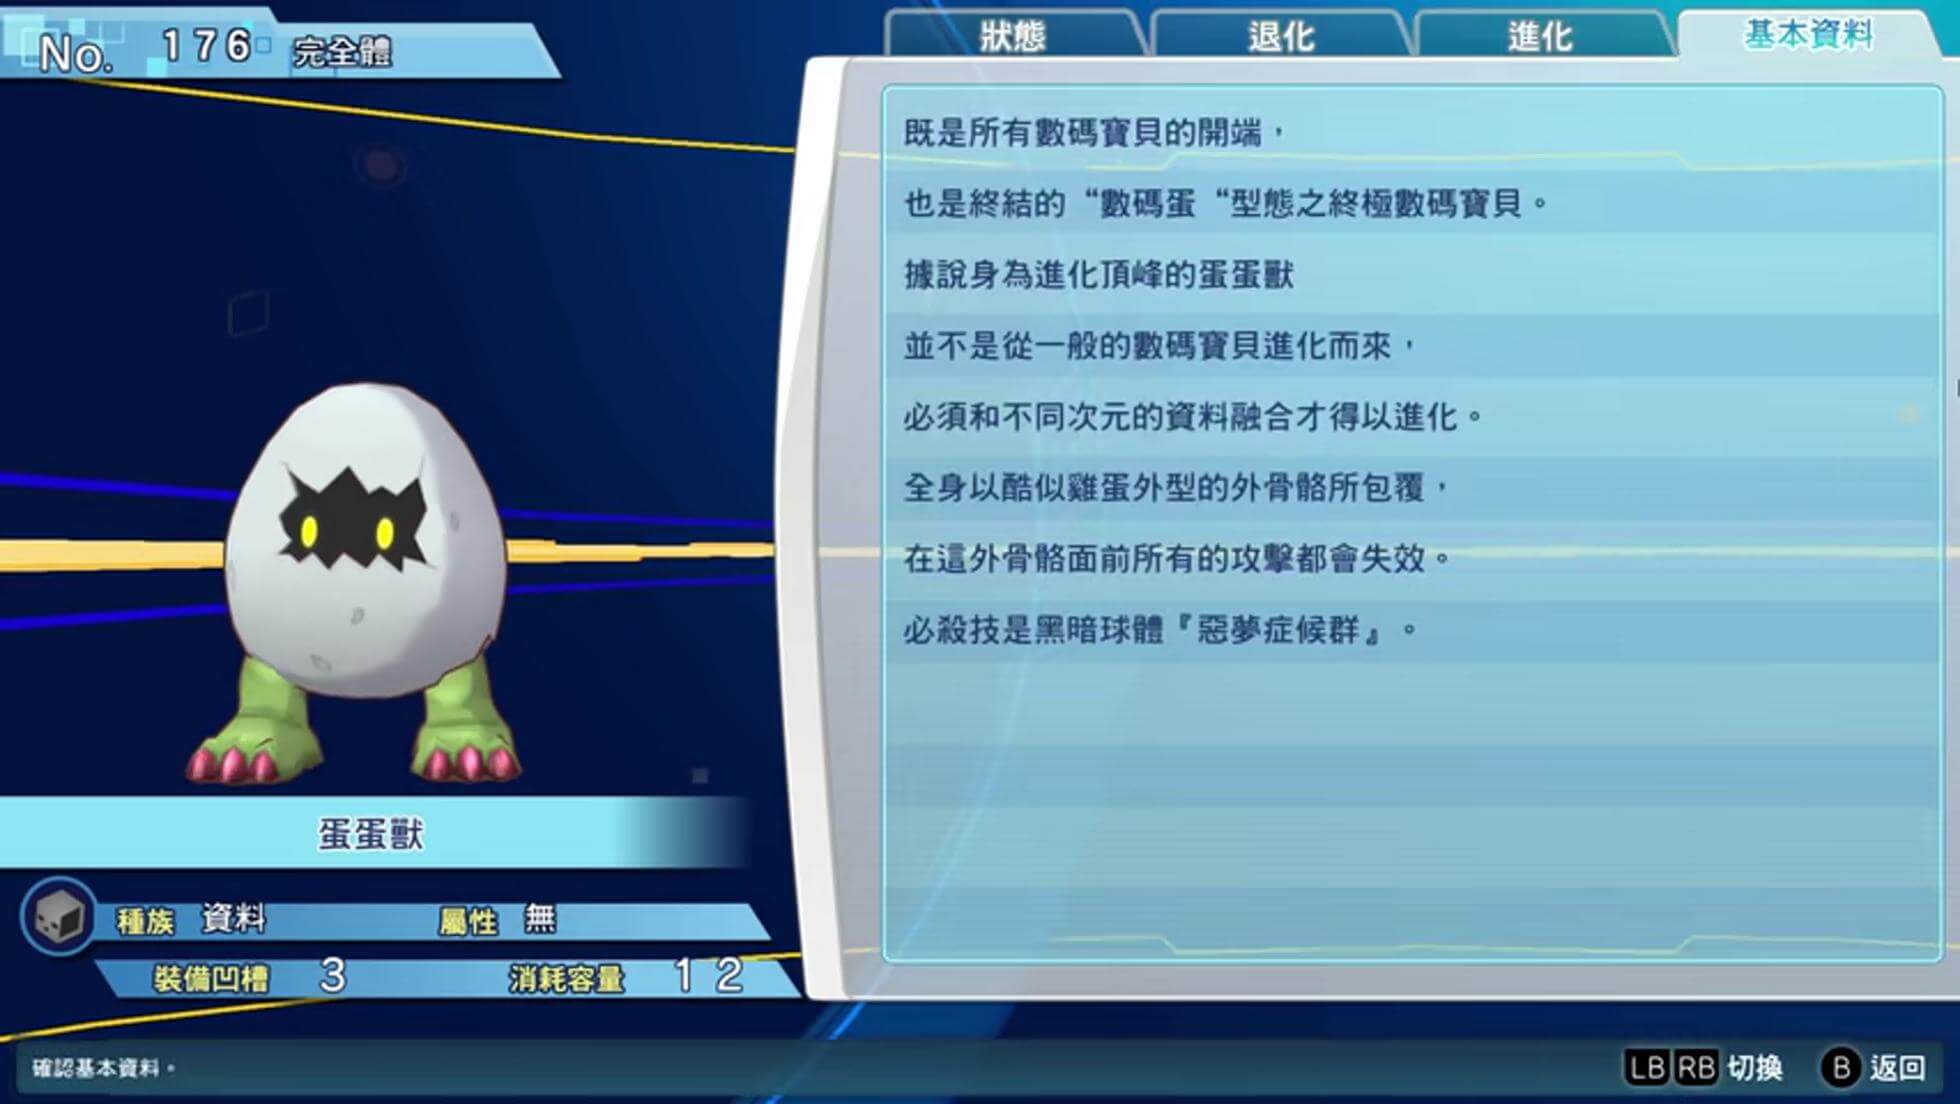 No. 176 完全體
狀態 退化 進化 基本資料
既是所有數碼寶貝的開端，
也是終結的“數碼蛋“型態之終極數碼寶貝。
據說身為進化頂峰的蛋蛋獸
並不是從一般的數碼寶貝進化而來，
必須和不同次元的資料融合才得以進化。
全身以酷似雞蛋外型的外骨骼所包覆，
在這外骨骼面前所有的攻擊都會失效。
必殺技是黑暗球體『惡夢症候群』。
蛋蛋獸
種族 資料 屬性 無
裝備凹槽 3 消耗容量 12
確認基本資料。
LB RB 切換 B 返回